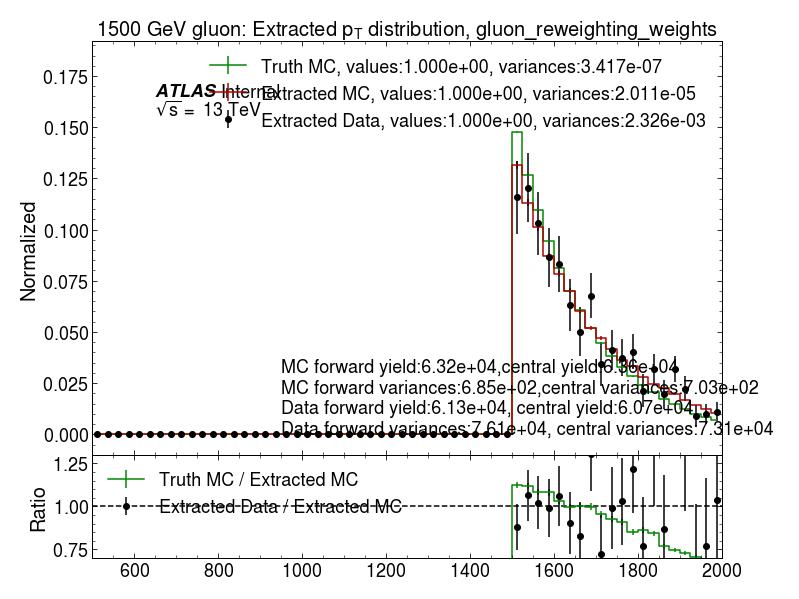 1500 GeV gluon: Extracted pT distribution, gluon_reweighting_weights
Truth MC, values:1.000e+00, variances:3.417e-07
ATLAS Internal
Extracted MC, values:1.000e+00, variances:2.011e-05
√s = 13 TeV
Extracted Data, values:1.000e+00, variances:2.326e-03
Normalized
0.175
0.150
0.125
0.100
0.075
0.050
0.025
0.000
MC forward yield:6.32e+04,central yield:6.36e+04
MC forward variances:6.85e+02,central variances:7.03e+02
Data forward yield:6.13e+04, central yield:6.07e+04
Data forward variances:7.61e+04, central variances:7.31e+04
Ratio
1.25
1.00
0.75
Truth MC / Extracted MC
Extracted Data / Extracted MC
600 800 1000 1200 1400 1600 1800 2000